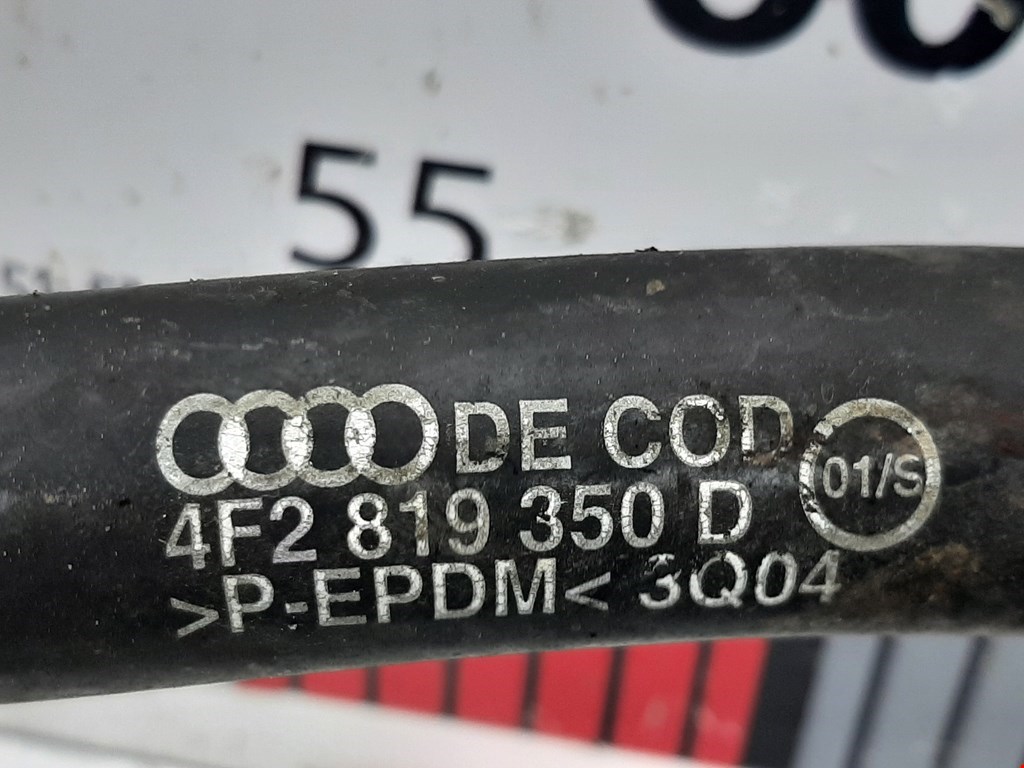 55
DE COD
01/S
4F2 819 350 D
>P-EPDM< 3Q04